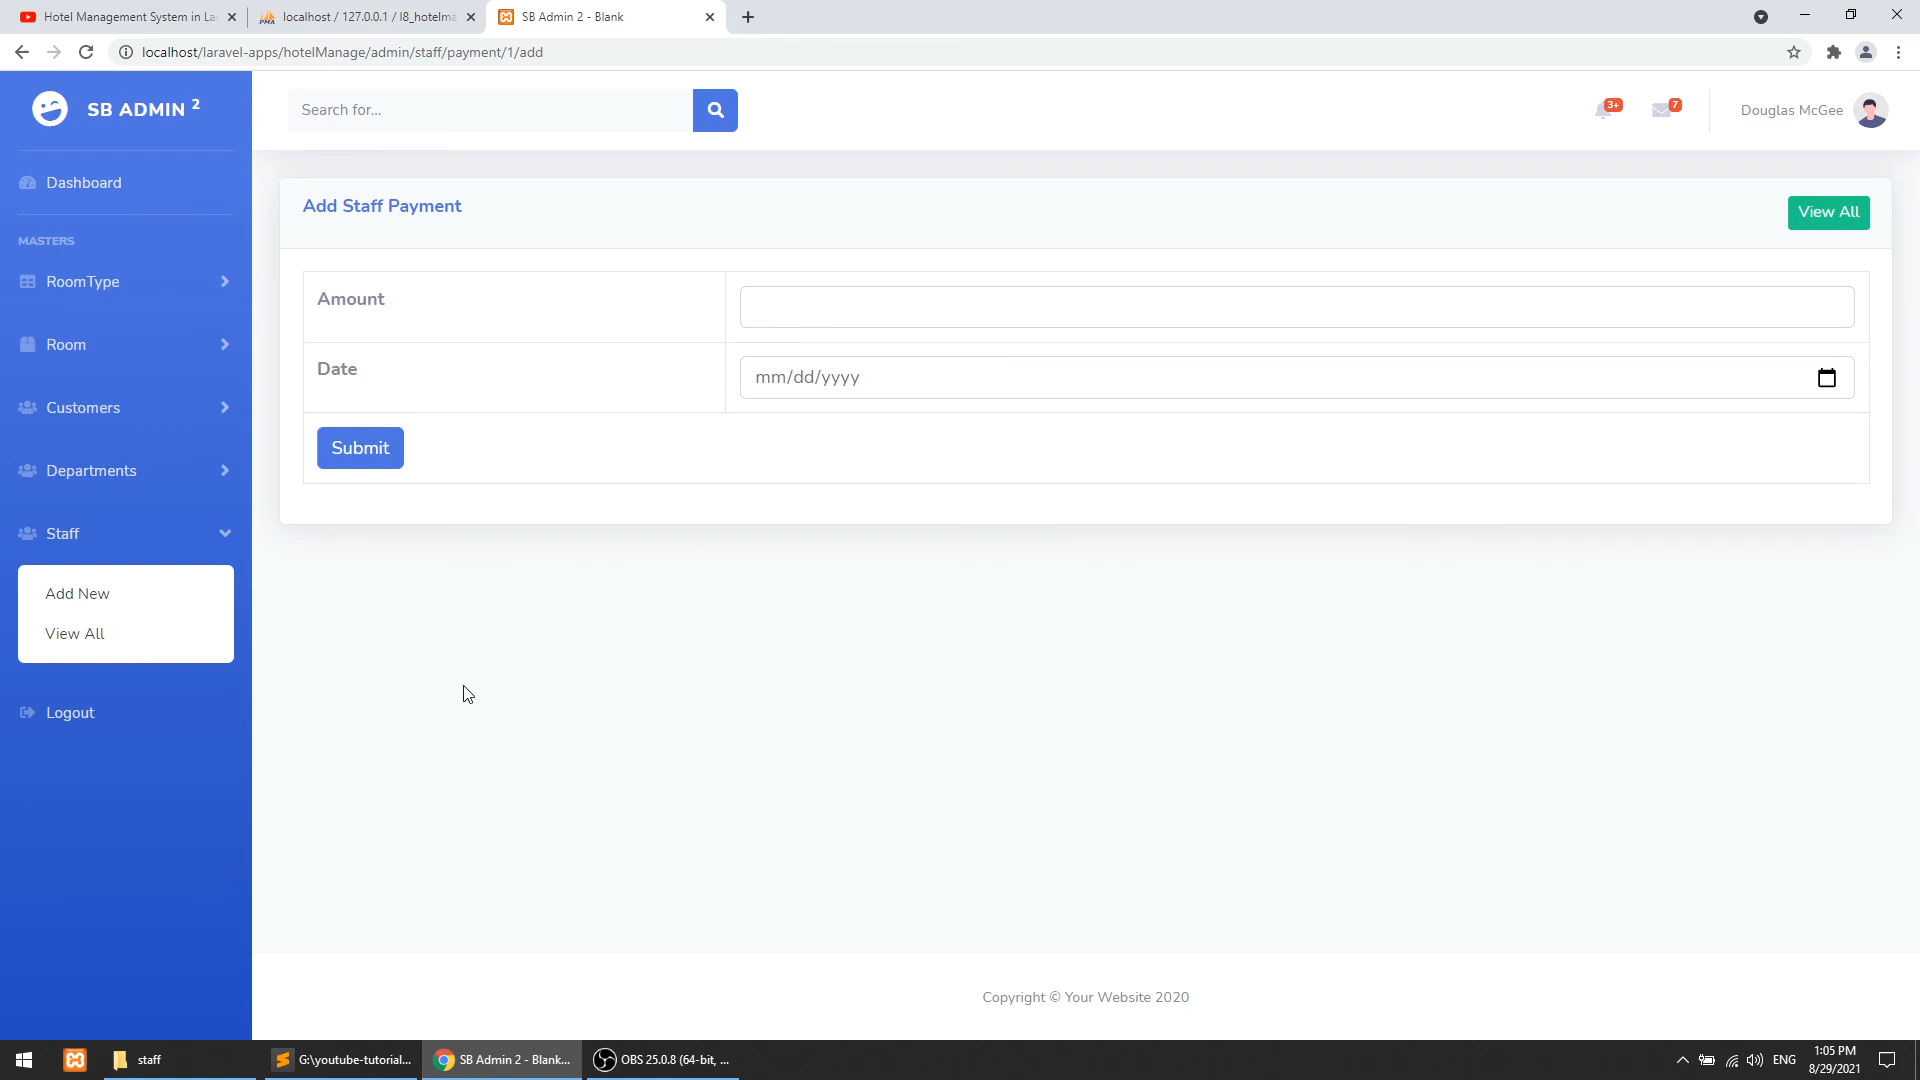 Hotel Management System in La
localhost / 127.0.0.1 / l8_hotelma
SB Admin 2 - Blank
localhost/laravel-apps/hotelManage/admin/staff/payment/1/add
SB ADMIN 2
Search for...
3+
7
Douglas McGee
Dashboard
MASTERS
RoomType
Room
Customers
Departments
Staff
Add New
View All
Logout
Add Staff Payment
View All
Amount
Date
mm/dd/yyyy
Submit
Copyright © Your Website 2020
staff
G:\youtube-tutorial...
SB Admin 2 - Blank...
OBS 25.0.8 (64-bit, ...
ENG
1:05 PM
8/29/2021